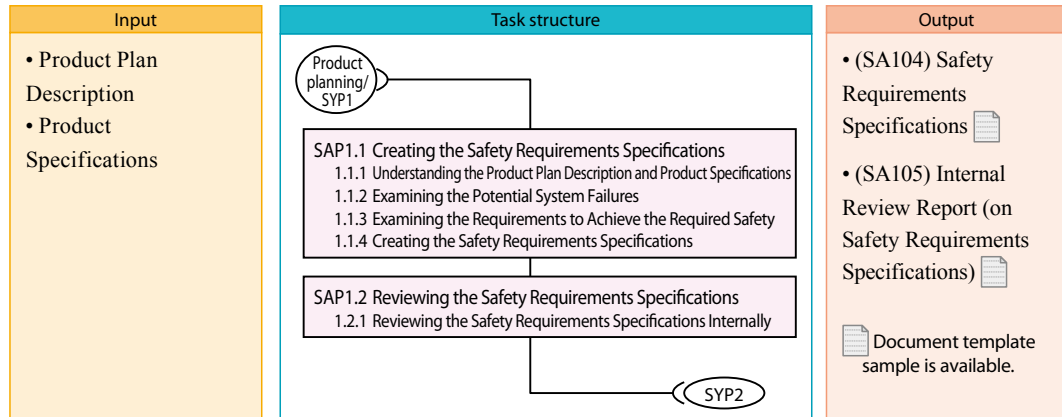 Input
• Product Plan
Description
• Product
Specifications
Task structure
Product
planning/
SYP1
SAP1.1 Creating the Safety Requirements Specifications
1.1.1 Understanding the Product Plan Description and Product Specifications
1.1.2 Examining the Potential System Failures
1.1.3 Examining the Requirements to Achieve the Required Safety
1.1.4 Creating the Safety Requirements Specifications
SAP1.2 Reviewing the Safety Requirements Specifications
1.2.1 Reviewing the Safety Requirements Specifications Internally
SYP2
Output
• (SA104) Safety
Requirements
Specifications
• (SA105) Internal
Review Report (on
Safety Requirements
Specifications)
Document template
sample is available.